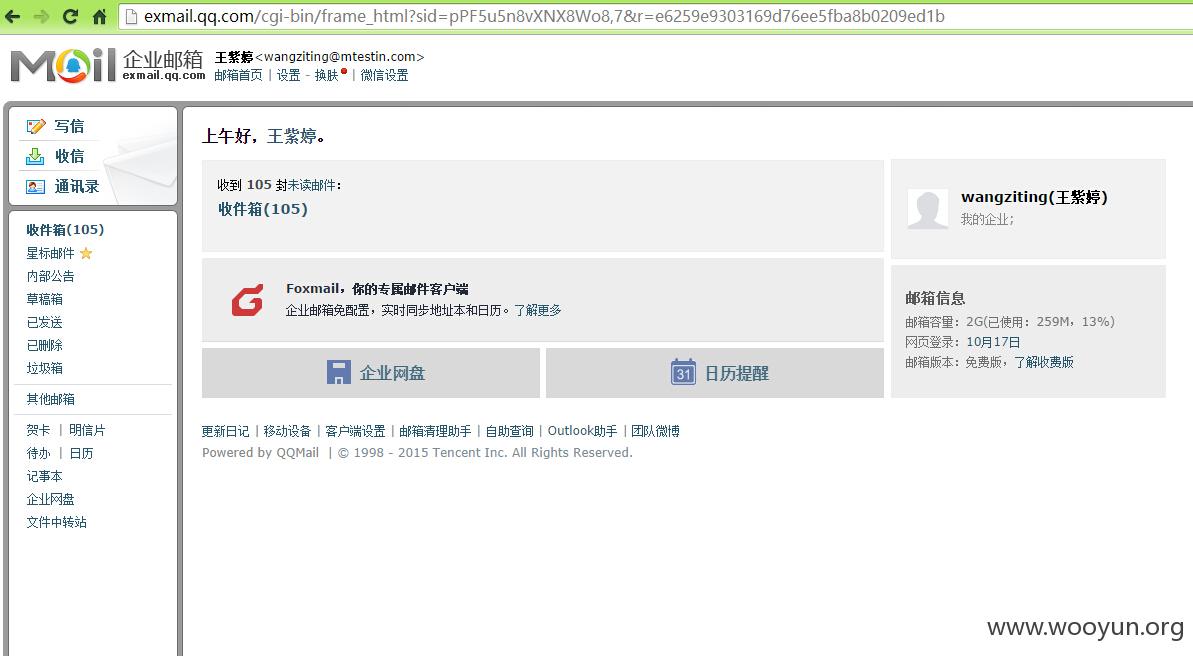 exmail.qq.com/cgi-bin/frame_html?sid=pPF5u5n8vXNX8Wo8,7&r=e6259e9303169d76ee5fba8b0209ed1b
Mail 企业邮箱 exmail.qq.com
王紫婷<wangziting@mtestin.com>
邮箱首页 | 设置 - 换肤 | 微信设置
写信
收信
通讯录
收件箱(105)
星标邮件
内部公告
草稿箱
已发送
已删除
垃圾箱
其他邮箱
贺卡 | 明信片
待办 | 日历
记事本
企业网盘
文件中转站
上午好，王紫婷。
收到 105 封未读邮件：
收件箱(105)
Foxmail，你的专属邮件客户端
企业邮箱免配置，实时同步地址本和日历。了解更多
企业网盘
31 日历提醒
wangziting(王紫婷)
我的企业;
邮箱信息
邮箱容量：2G(已使用：259M，13%)
网页登录：10月17日
邮箱版本：免费版，了解收费版
更新日记 | 移动设备 | 客户端设置 | 邮箱清理助手 | 自助查询 | Outlook助手 | 团队微博
Powered by QQMail | © 1998 - 2015 Tencent Inc. All Rights Reserved.
www.wooyun.org